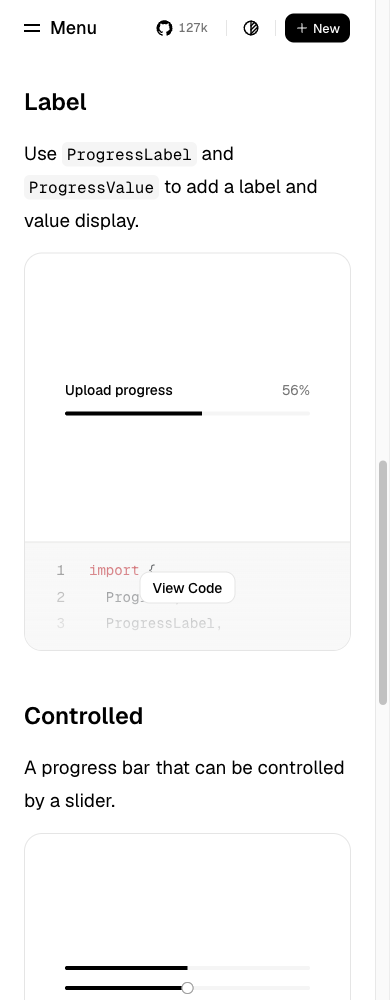 Menu 127k + New
Label
Use ProgressLabel and
ProgressValue to add a label and
value display.
Upload progress 56%
1 import {
View Code
2
3 ProgressLabel,
Controlled
A progress bar that can be controlled
by a slider.